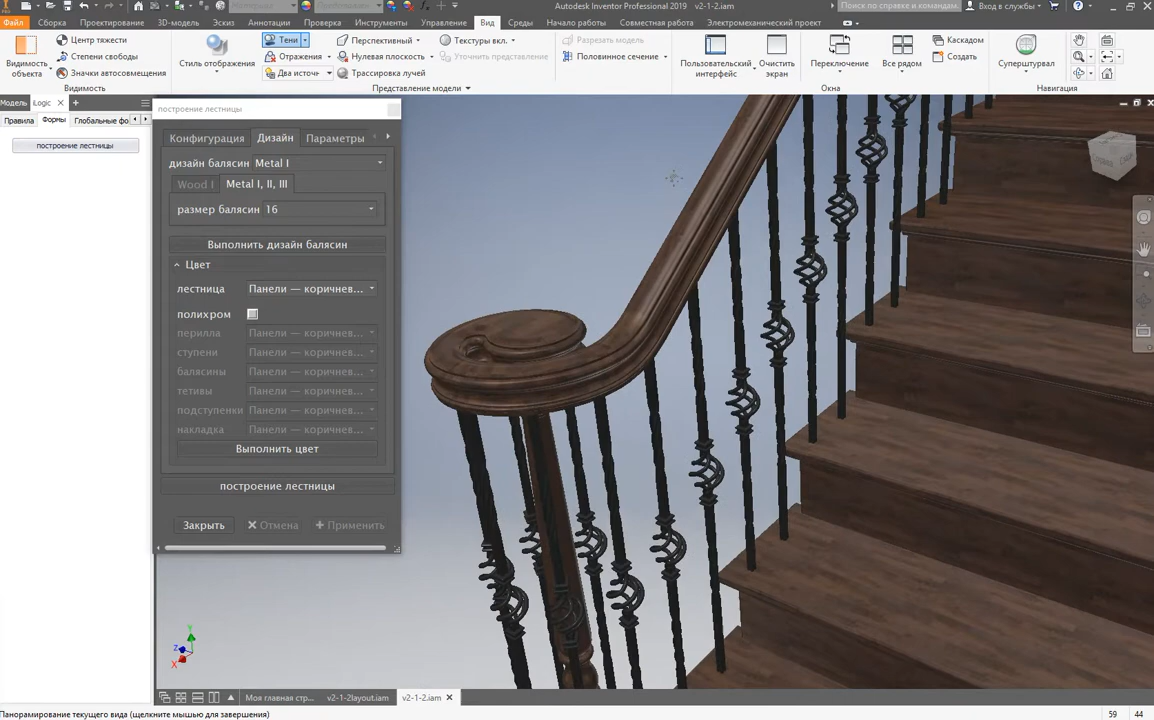 Autodesk Inventor Professional 2019 v2-1-2.iam
Поиск по справке и командам.
Вход в службы
Файл Сборка Проектирование 3D-модель Эскиз Аннотации Проверка Инструменты Управление Вид Среды Начало работы Совместная работа Электромеханический проект
Видимость объекта
Центр тяжести
Степени свободы
Значки автосовмещения
Видимость
Стиль отображения
Тени
Отражения
Два источ
Перспективный
Нулевая плоскость
Трассировка лучей
Текстуры вкл.
Уточнить представление
Представление модели
Разрезать модель
Половинное сечение
Пользовательский интерфейс
Очистить экран
Переключение
Все рядом
Каскадом
Создать
Окна
Суперштурвал
Навигация
Модель iLogic
Правила Формы Глобальные фо
построение лестницы
построение лестницы
Конфигурация Дизайн Параметры
дизайн балясин Metal I
Wood I Metal I, II, III
размер балясин 16
Выполнить дизайн балясин
Цвет
лестница Панели — коричнев...
полихром
перилла Панели — коричнев...
ступени Панели — коричнев...
балясины Панели — коричнев...
тетивы Панели — коричнев...
подступенки Панели — коричнев...
накладка Панели — коричнев...
Выполнить цвет
построение лестницы
Закрыть Отмена Применить
Y
Z
X
Моя главная стр... v2-1-2layout.iam v2-1-2.iam
Панорамирование текущего вида (щелкните мышью для завершения) 59 44